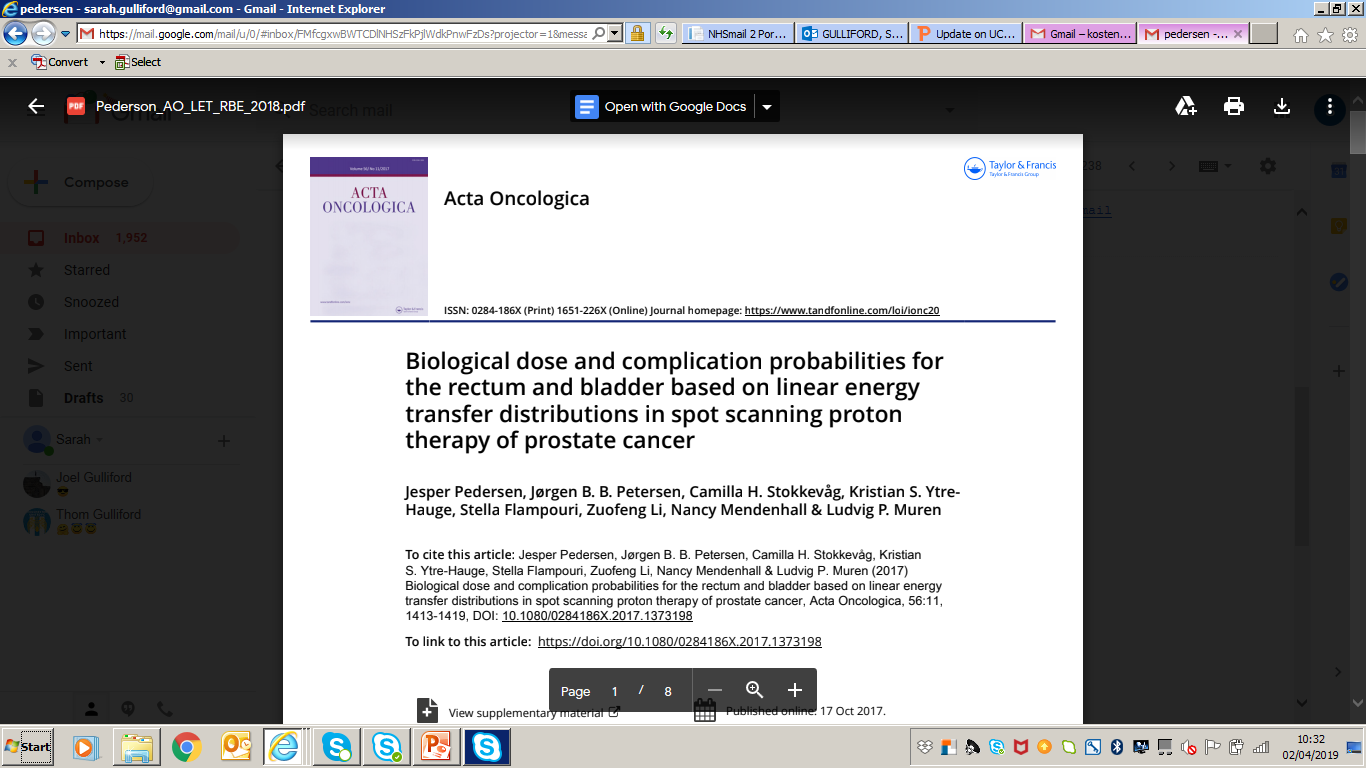 pedersen - sarah.gulliford@gmail.com - Gmail - Internet Explorer
NHSmail 2 Por... GULLIFORD, S... Update on UC... Gmail – kosten... pedersen -...
Convert Select
Pederson_AO_LET_RBE_2018.pdf
Open with Google Docs
Search mail
Compose
Inbox 1,952
Starred
Snoozed
Important
Sent
Drafts 30
Sarah
Joel Gulliford
Thom Gulliford
ACTA
ONCOLOGICA
Taylor & Francis
Taylor & Francis Group
Acta Oncologica
ISSN: 0284-186X (Print) 1651-226X (Online) Journal homepage: https://www.tandfonline.com/loi/ionc20
Biological dose and complication probabilities for
the rectum and bladder based on linear energy
transfer distributions in spot scanning proton
therapy of prostate cancer
Jesper Pedersen, Jørgen B. B. Petersen, Camilla H. Stokkevåg, Kristian S. Ytre-
Hauge, Stella Flampouri, Zuofeng Li, Nancy Mendenhall & Ludvig P. Muren
To cite this article: Jesper Pedersen, Jørgen B. B. Petersen, Camilla H. Stokkevåg, Kristian
S. Ytre-Hauge, Stella Flampouri, Zuofeng Li, Nancy Mendenhall & Ludvig P. Muren (2017)
Biological dose and complication probabilities for the rectum and bladder based on linear energy
transfer distributions in spot scanning proton therapy of prostate cancer, Acta Oncologica, 56:11,
1413-1419, DOI: 10.1080/0284186X.2017.1373198
To link to this article: https://doi.org/10.1080/0284186X.2017.1373198
Page 1 / 8
View supplementary material
Published online: 17 Oct 2017.
Start
10:32
02/04/2019